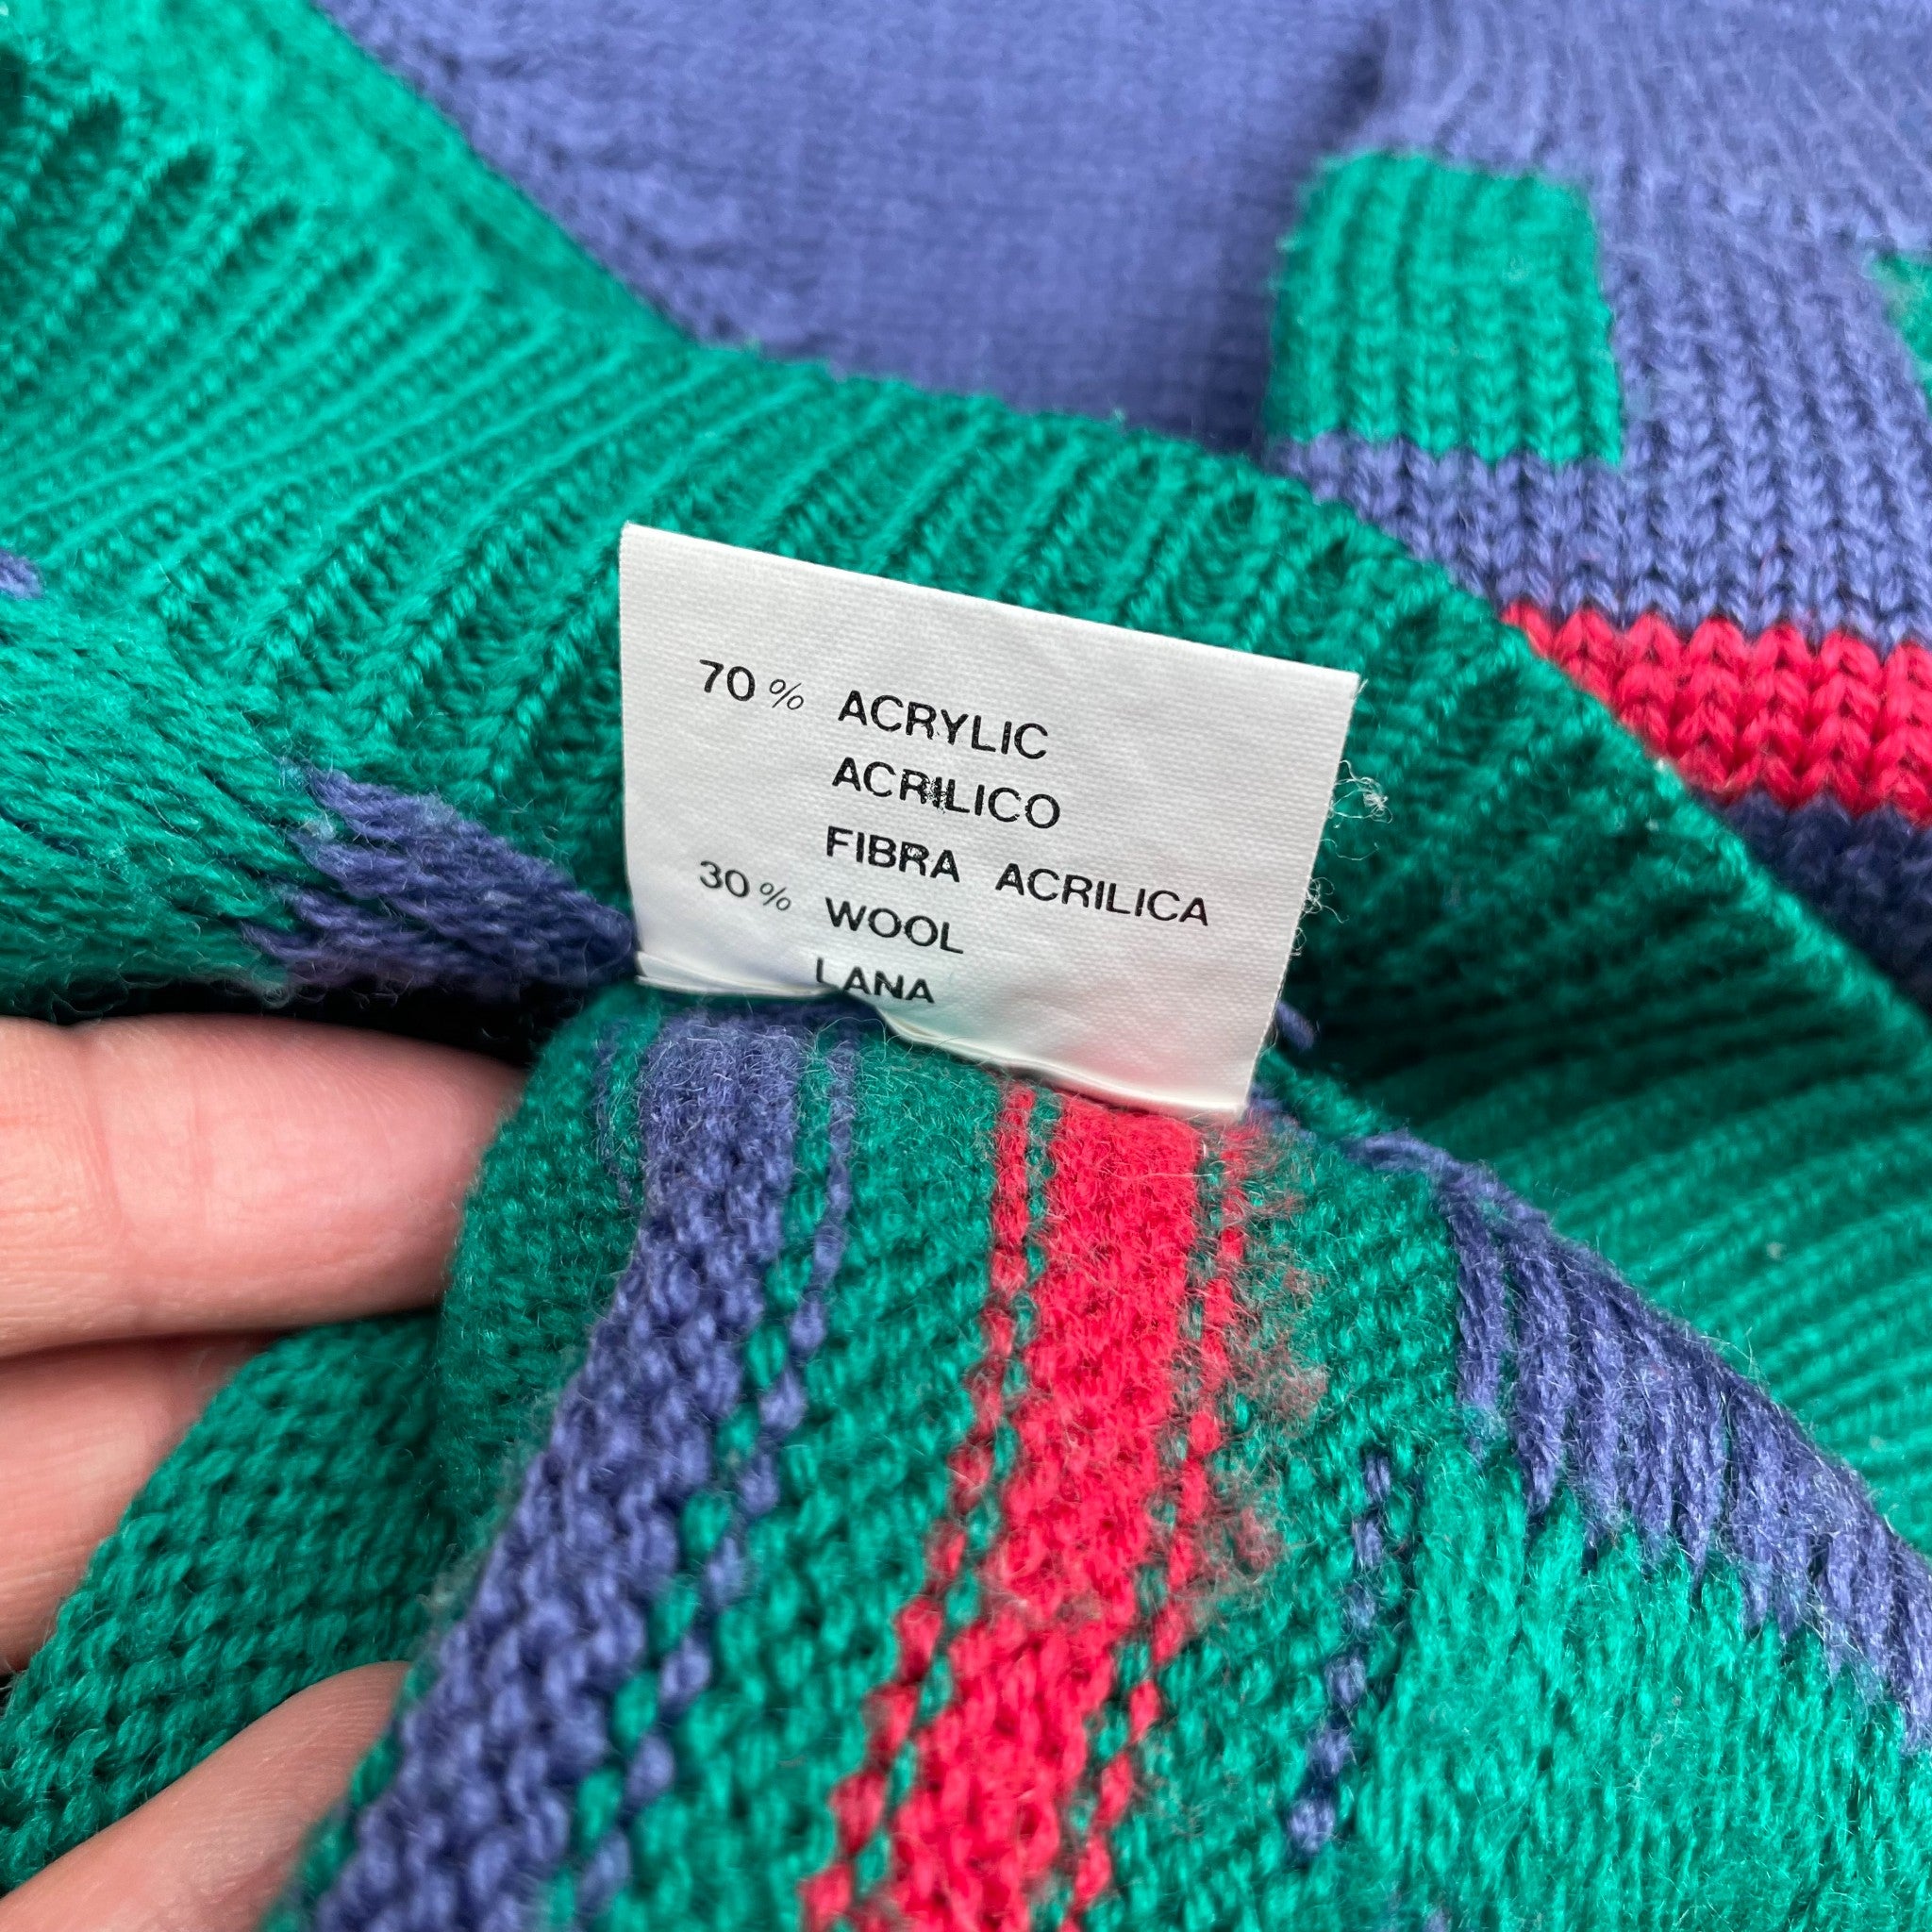 70% ACRYLIC
ACRILICO
FIBRA ACRILICA
30% WOOL
LANA